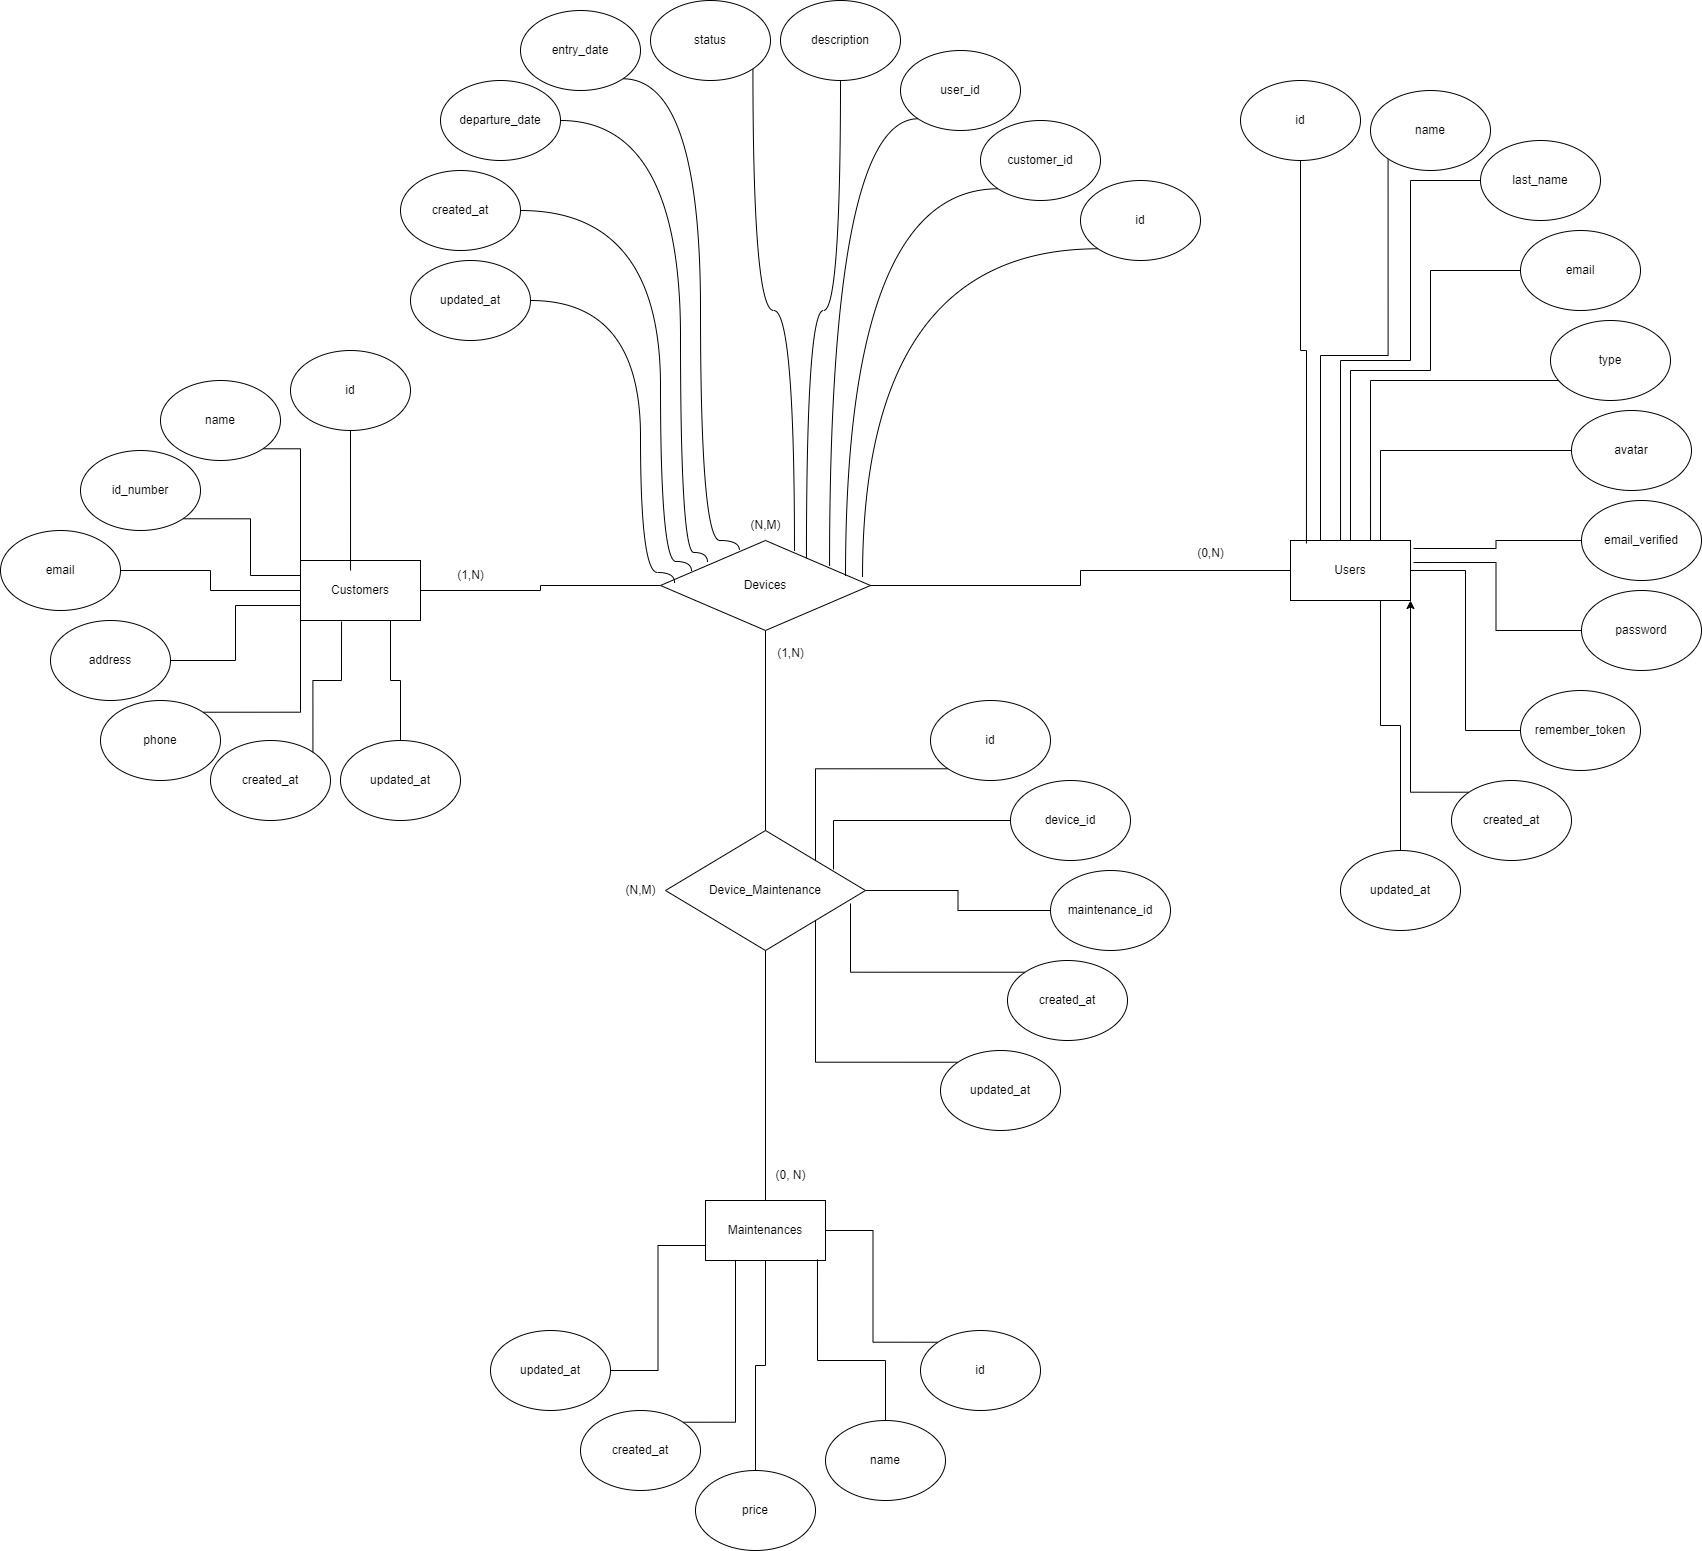 status
description
entry_date
user_id
departure_date
id
name
customer_id
last_name
created_at
id
email
updated_at
type
id
name
avatar
id_number
(N,M)
email_verified
(0,N)
email
(1,N)
Customers
Devices
Users
address
(1,N)
password
phone
id
remember_token
created_at
updated_at
device_id
created_at
(N,M)
Device_Maintenance
maintenance_id
updated_at
created_at
updated_at
(0, N)
Maintenances
updated_at
id
created_at
name
price